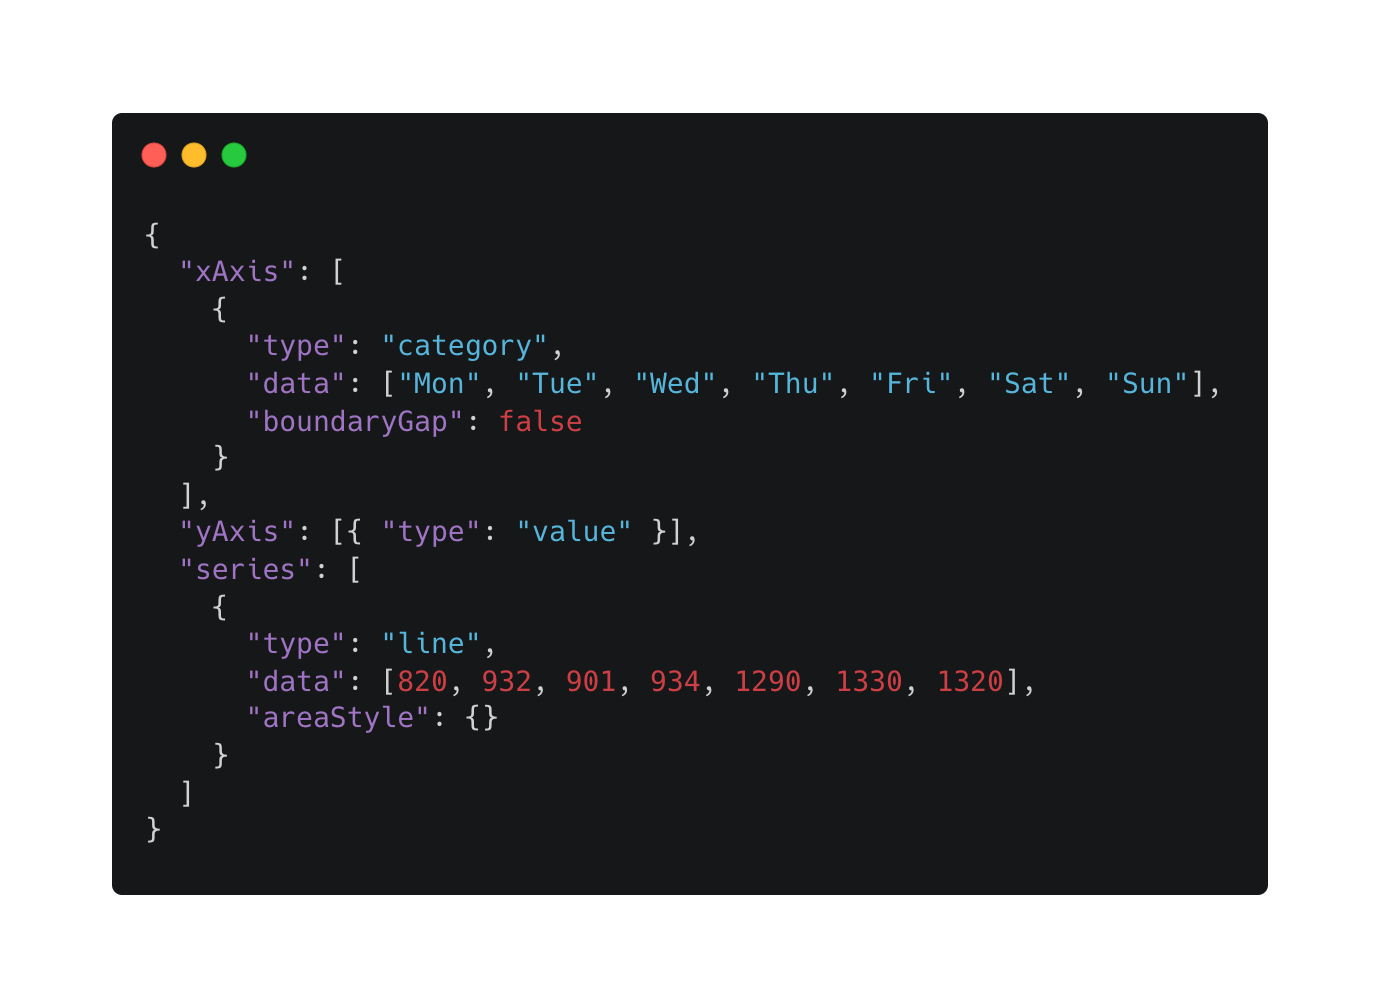 {
  "xAxis": [
    {
      "type": "category",
      "data": ["Mon", "Tue", "Wed", "Thu", "Fri", "Sat", "Sun"],
      "boundaryGap": false
    }
  ],
  "yAxis": [{ "type": "value" }],
  "series": [
    {
      "type": "line",
      "data": [820, 932, 901, 934, 1290, 1330, 1320],
      "areaStyle": {}
    }
  ]
}